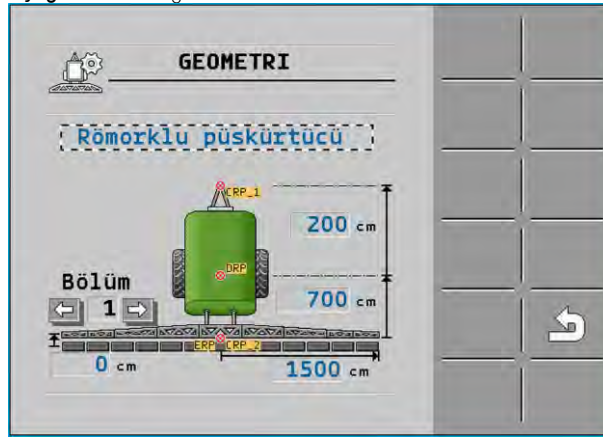 GEOMETRI
Römorklu püskürtücü
CRP_1
200 cm
DRP
Bölüm
1
700 cm
ERP CRP_2
0 cm
1500 cm